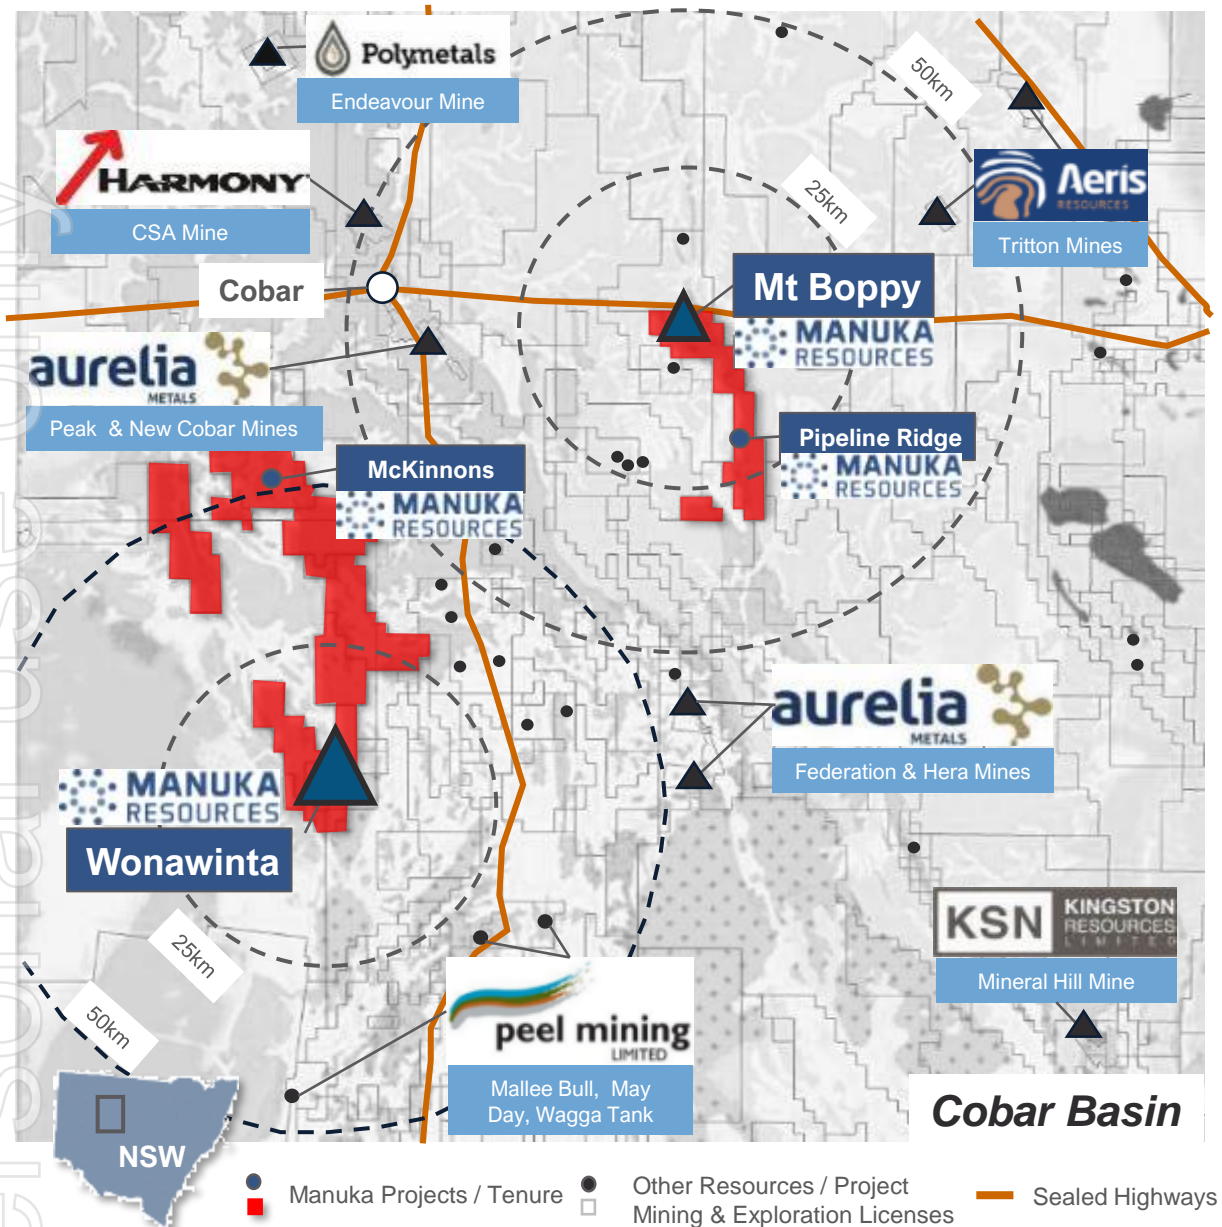 Polymetals
Endeavour Mine
50km
HARMONY
CSA Mine
25km
Aeris
RESOURCES
Tritton Mines
Cobar
Mt Boppy
MANUKA
RESOURCES
aurelia
METALS
Peak & New Cobar Mines
McKinnons
MANUKA
RESOURCES
Pipeline Ridge
MANUKA
RESOURCES
aurelia
METALS
Federation & Hera Mines
MANUKA
RESOURCES
Wonawinta
25km
50km
KSN
KINGSTON
RESOURCES
LIMITED
Mineral Hill Mine
peel mining
LIMITED
Mallee Bull, May
Day, Wagga Tank
Cobar Basin
NSW
Manuka Projects / Tenure
Other Resources / Project
Mining & Exploration Licenses
Sealed Highways